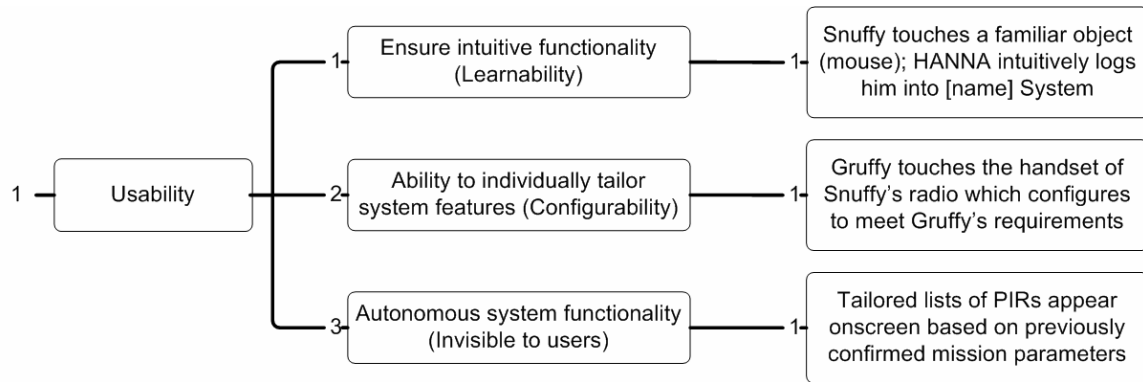 1
Usability
1
Ensure intuitive functionality
(Learnability)
1
Snuffy touches a familiar object
(mouse); HANNA intuitively logs
him into [name] System
2
Ability to individually tailor
system features (Configurability)
1
Gruffy touches the handset of
Snuffy’s radio which configures
to meet Gruffy’s requirements
3
Autonomous system functionality
(Invisible to users)
1
Tailored lists of PIRs appear
onscreen based on previously
confirmed mission parameters